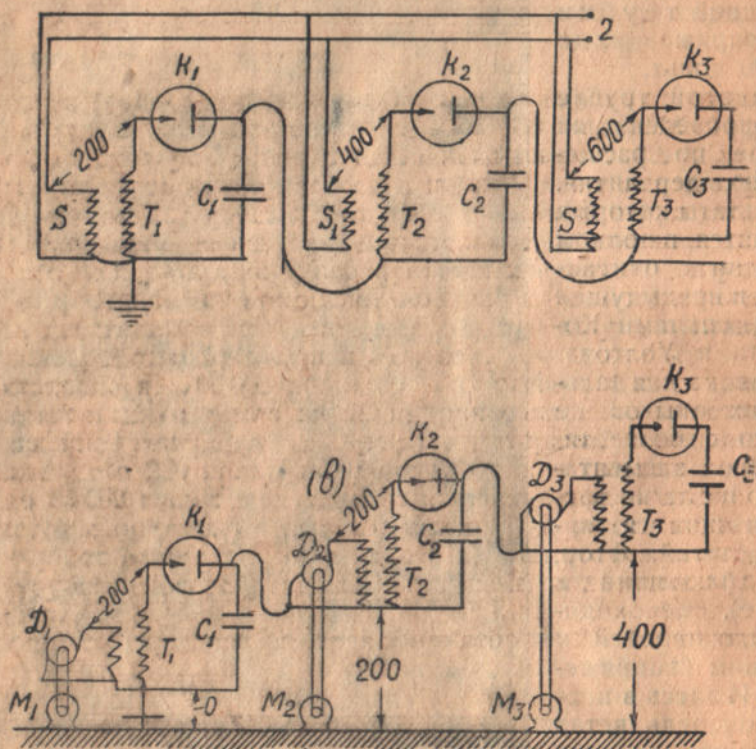 2
K₁ K₂ K₃
200 400 600
S T₁ C₁ S₁ T₂ C₂ S T₃ C₃
K₃
K₂
(в)
200 D₃
K₁ D₂ C₂ T₃
200 T₂
D₁ T₁ C₁ 200 400
M₁ 0 M₂ M₃